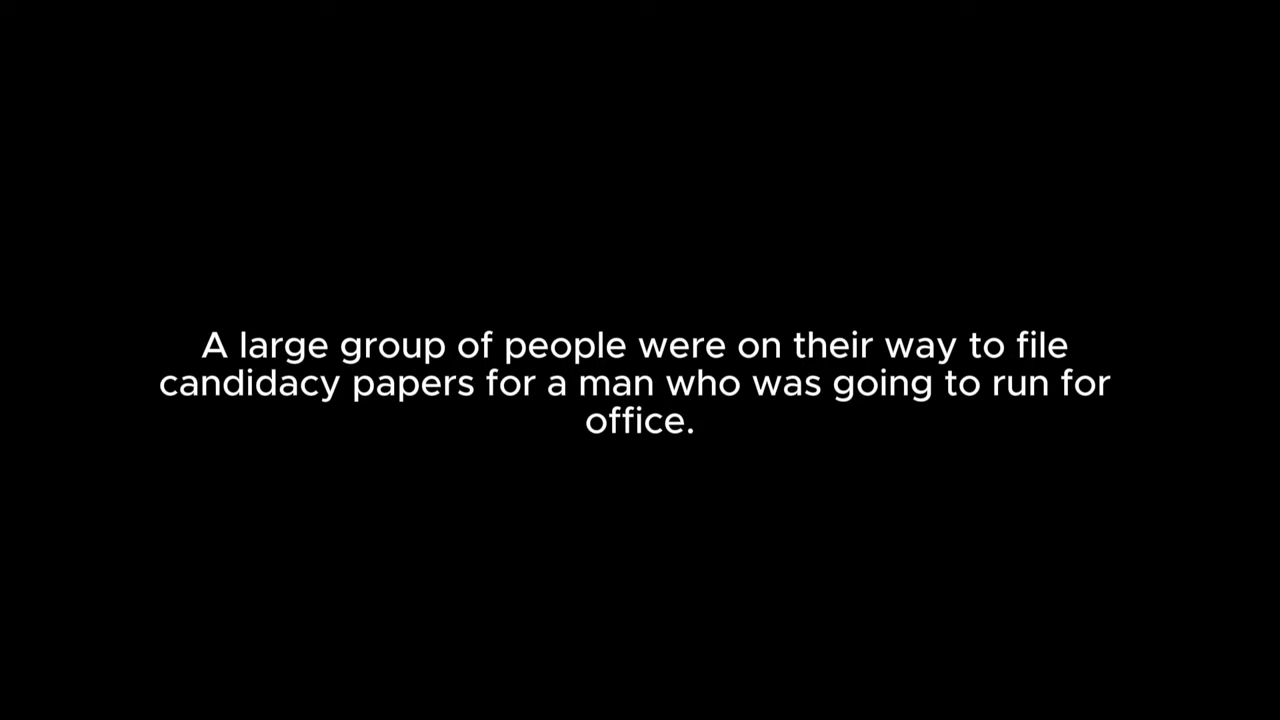 A large group of people were on their way to file
candidacy papers for a man who was going to run for
office.